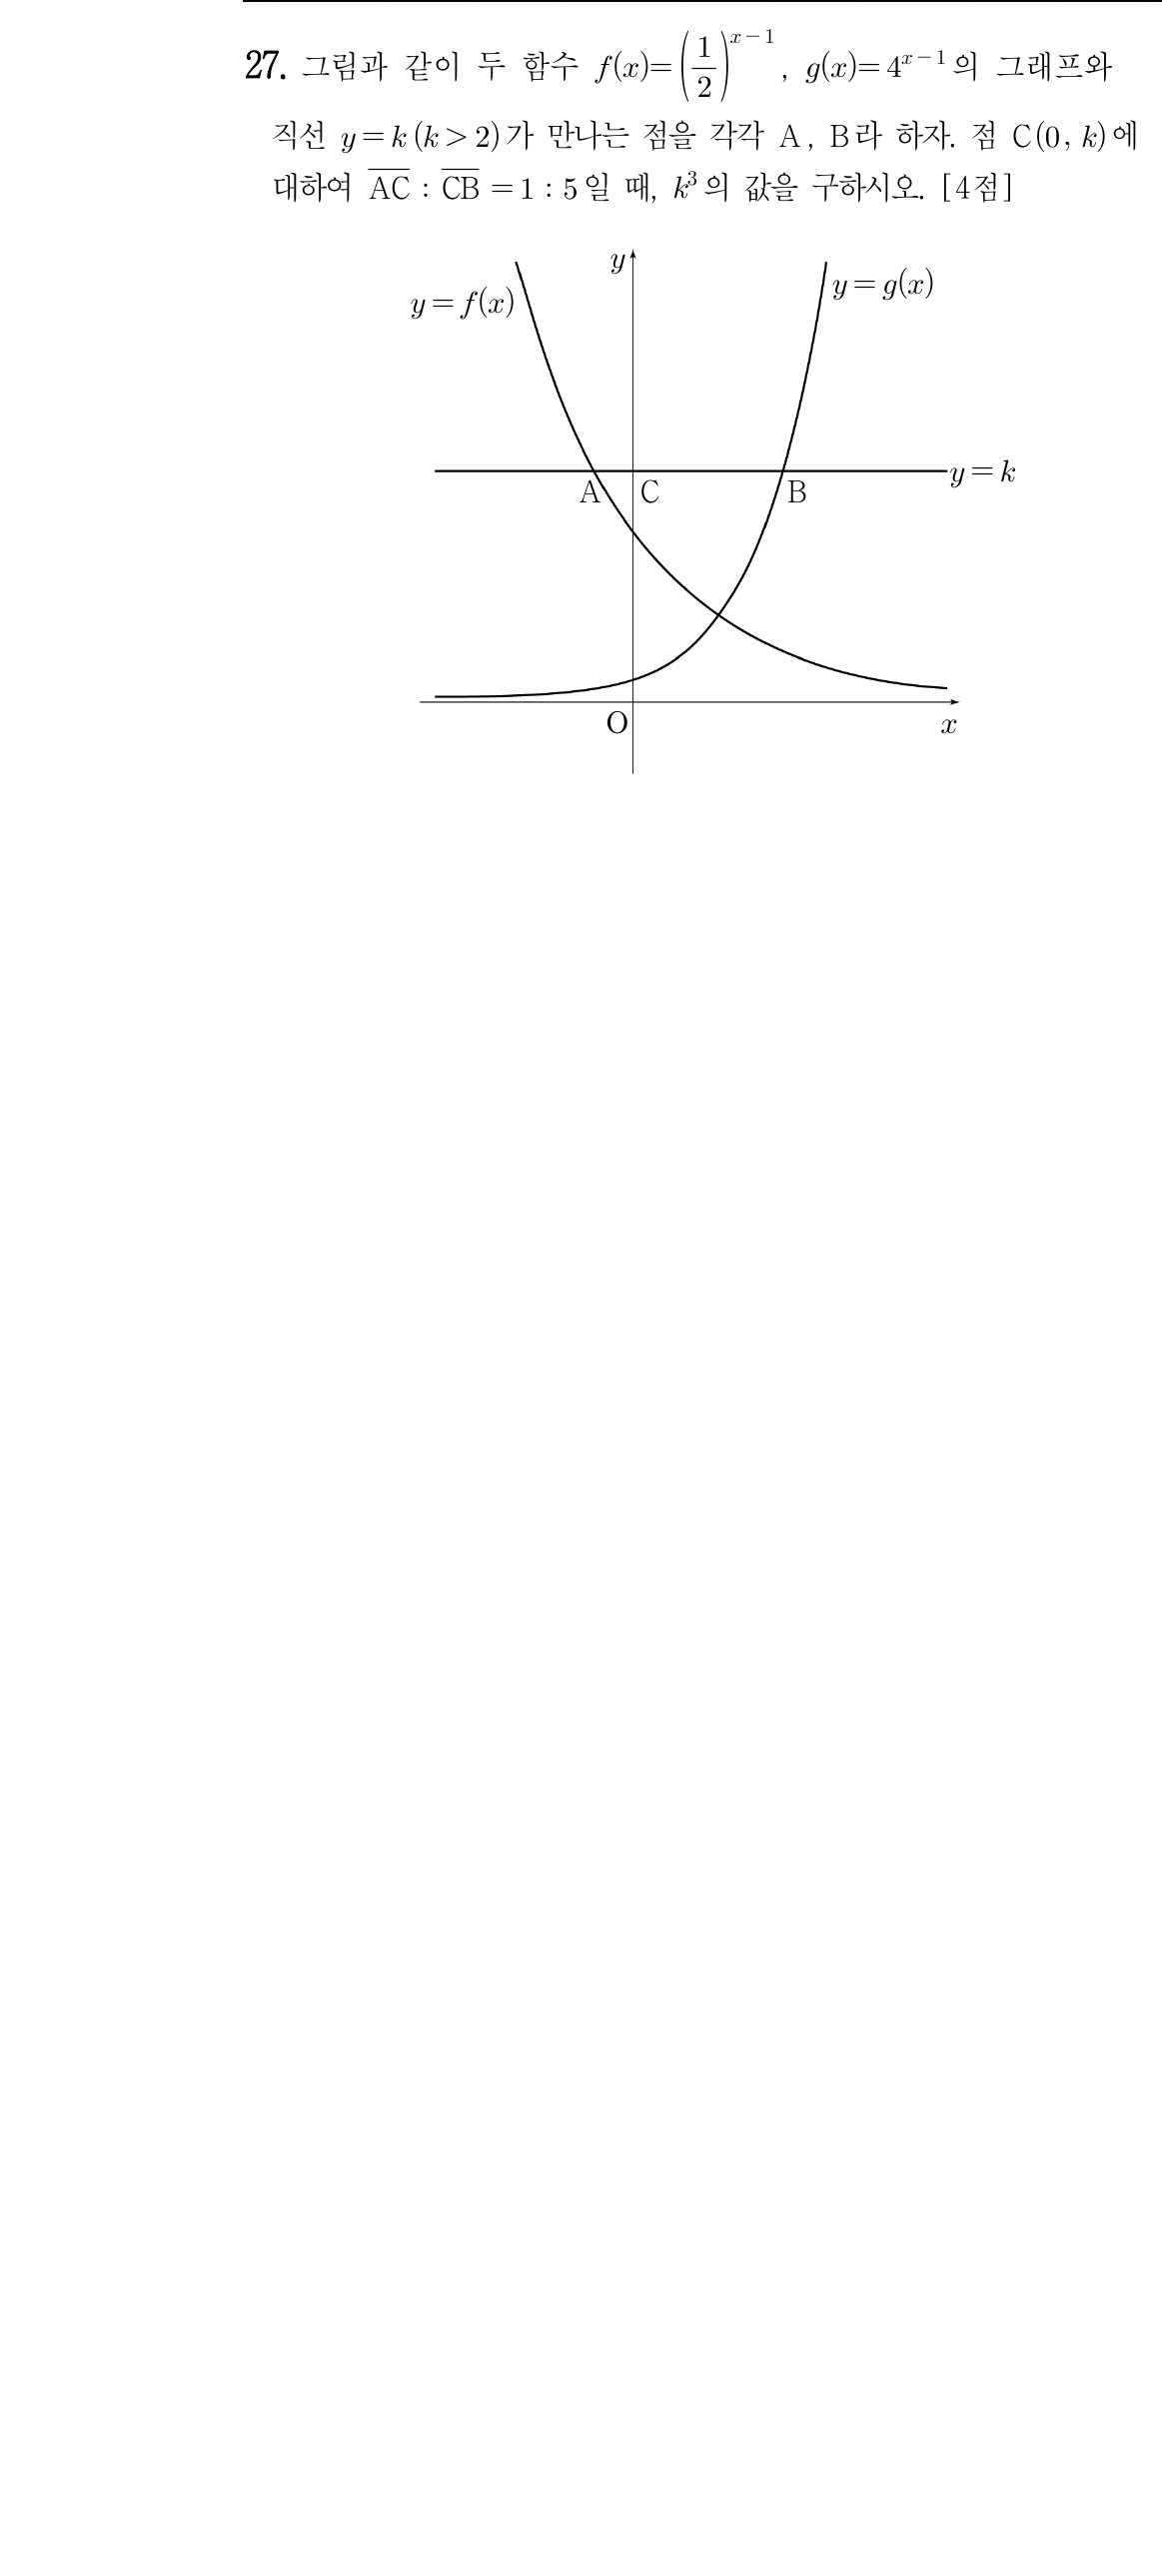 27. 그림과 같이 두 함수 f(x)=(1/2)^{x-1}, g(x)=4^{x-1}의 그래프와
직선 y=k(k>2)가 만나는 점을 각각 A, B라 하자. 점 C(0, k)에
대하여 \overline{AC} : \overline{CB} = 1 : 5일 때, k³의 값을 구하시오. [4점]
y
y=g(x)
y=f(x)
y=k
A C B
O
x